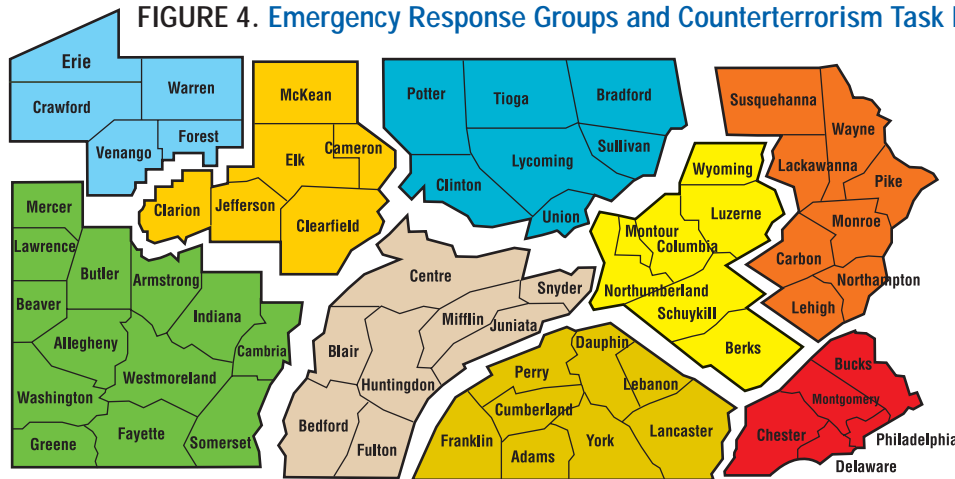 FIGURE 4. Emergency Response Groups and Counterterrorism Task
Erie
Crawford
Warren
Venango
Forest
McKean
Elk
Cameron
Clarion
Jefferson
Clearfield
Potter
Tioga
Bradford
Sullivan
Lycoming
Clinton
Union
Susquehanna
Wayne
Lackawanna
Pike
Monroe
Carbon
Northampton
Lehigh
Wyoming
Luzerne
Montour
Columbia
Northumberland
Schuykill
Berks
Mercer
Lawrence
Butler
Armstrong
Beaver
Indiana
Allegheny
Cambria
Westmoreland
Washington
Greene
Fayette
Somerset
Centre
Snyder
Mifflin
Juniata
Blair
Huntingdon
Bedford
Fulton
Dauphin
Perry
Lebanon
Cumberland
Lancaster
Franklin
York
Adams
Bucks
Montgomery
Chester
Philadelphia
Delaware